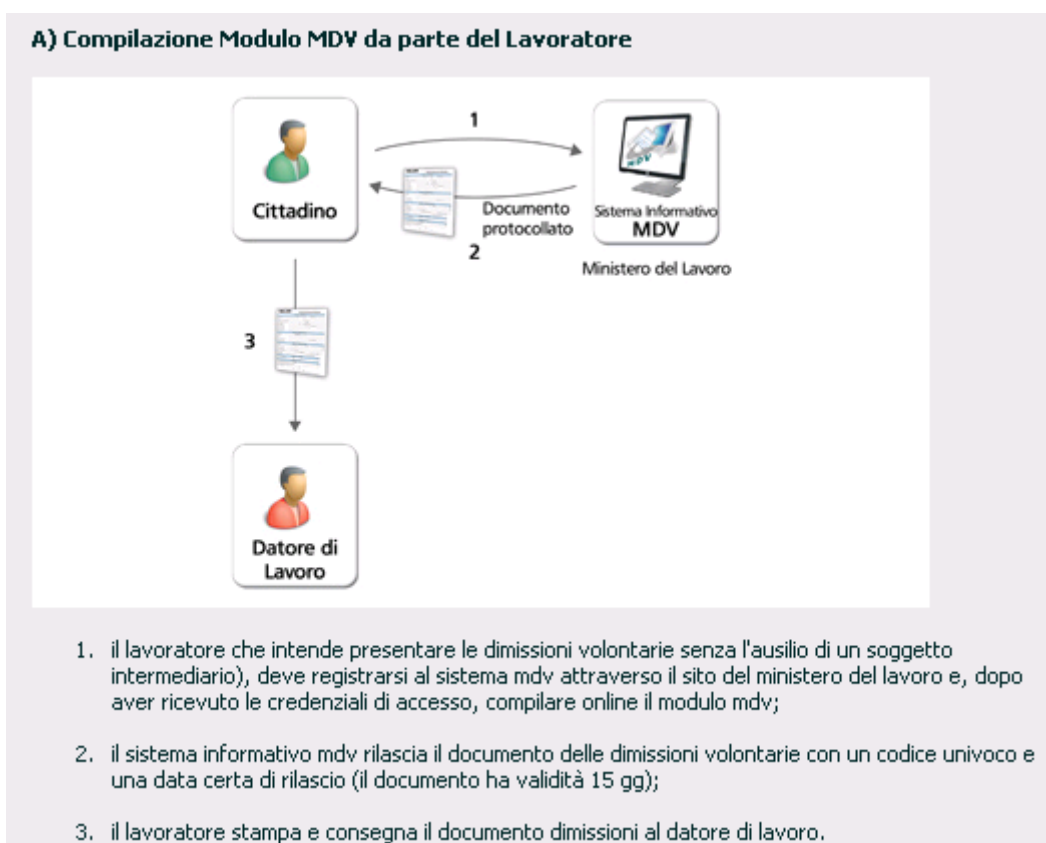 A) Compilazione Modulo MDV da parte del Lavoratore
1
Cittadino
Documento
protocollato
2
MDV
Sistema Informativo
MDV
Ministero del Lavoro
3
Datore di
Lavoro
1. il lavoratore che intende presentare le dimissioni volontarie senza l'ausilio di un soggetto
intermediario), deve registrarsi al sistema mdv attraverso il sito del ministero del lavoro e, dopo
aver ricevuto le credenziali di accesso, compilare online il modulo mdv;
2. il sistema informativo mdv rilascia il documento delle dimissioni volontarie con un codice univoco e
una data certa di rilascio (il documento ha validità 15 gg);
3. il lavoratore stampa e consegna il documento dimissioni al datore di lavoro.